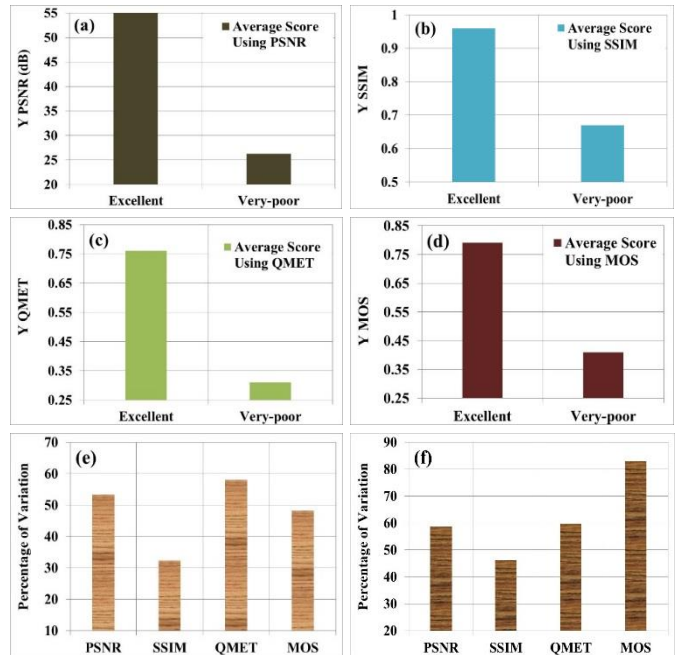 (a)
Average Score
Using PSNR
Y PSNR (dB)
55
50
45
40
35
30
25
20
Excellent
Very-poor
(b)
Average Score
Using SSIM
Y SSIM
1
0.9
0.8
0.7
0.6
0.5
Excellent
Very-poor
(c)
Average Score
Using QMET
Y QMET
0.85
0.75
0.65
0.55
0.45
0.35
0.25
Excellent
Very-poor
(d)
Average Score
Using MOS
Y MOS
0.85
0.75
0.65
0.55
0.45
0.35
0.25
Excellent
Very-poor
(e)
Percentage of Variation
70
60
50
40
30
20
10
PSNR
SSIM
QMET
MOS
(f)
Percentage of Variation
90
80
70
60
50
40
30
20
PSNR
SSIM
QMET
MOS